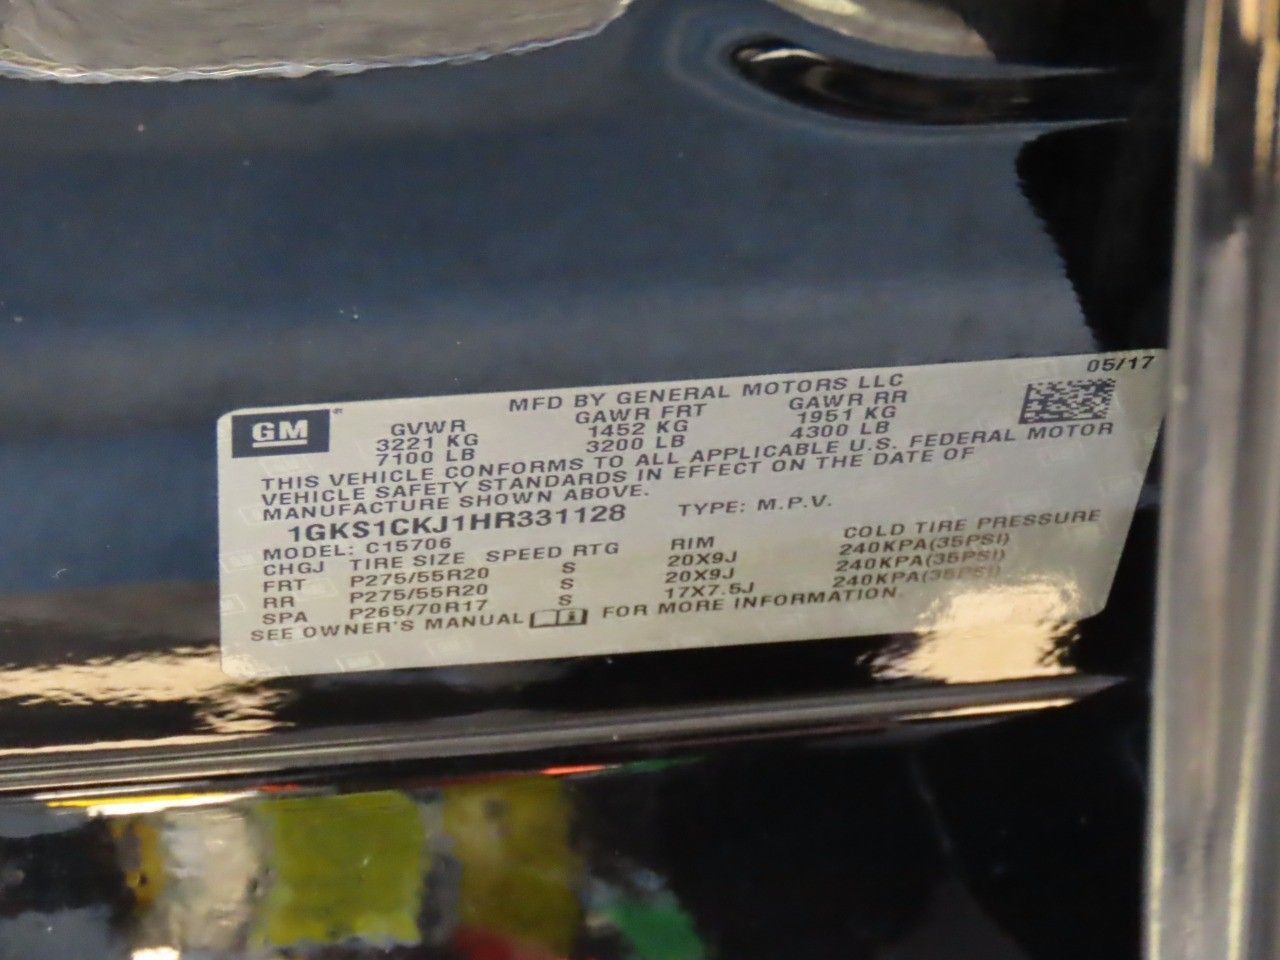 05/17
GM
MFD BY GENERAL MOTORS LLC
GVWR GAWR FRT GAWR RR
3221 KG 1452 KG 1951 KG
7100 LB 3200 LB 4300 LB
THIS VEHICLE CONFORMS TO ALL APPLICABLE U.S. FEDERAL MOTOR
VEHICLE SAFETY STANDARDS IN EFFECT ON THE DATE OF
MANUFACTURE SHOWN ABOVE.
1GKS1CKJ1HR331128 TYPE: M.P.V.
MODEL: C15706
CHGJ TIRE SIZE SPEED RTG RIM COLD TIRE PRESSURE
FRT P275/55R20 S 20X9J 240KPA(35PSI)
RR P275/55R20 S 20X9J 240KPA(35PSI)
SPA P265/70R17 S 17X7.5J 240KPA(35PSI)
SEE OWNER'S MANUAL FOR MORE INFORMATION